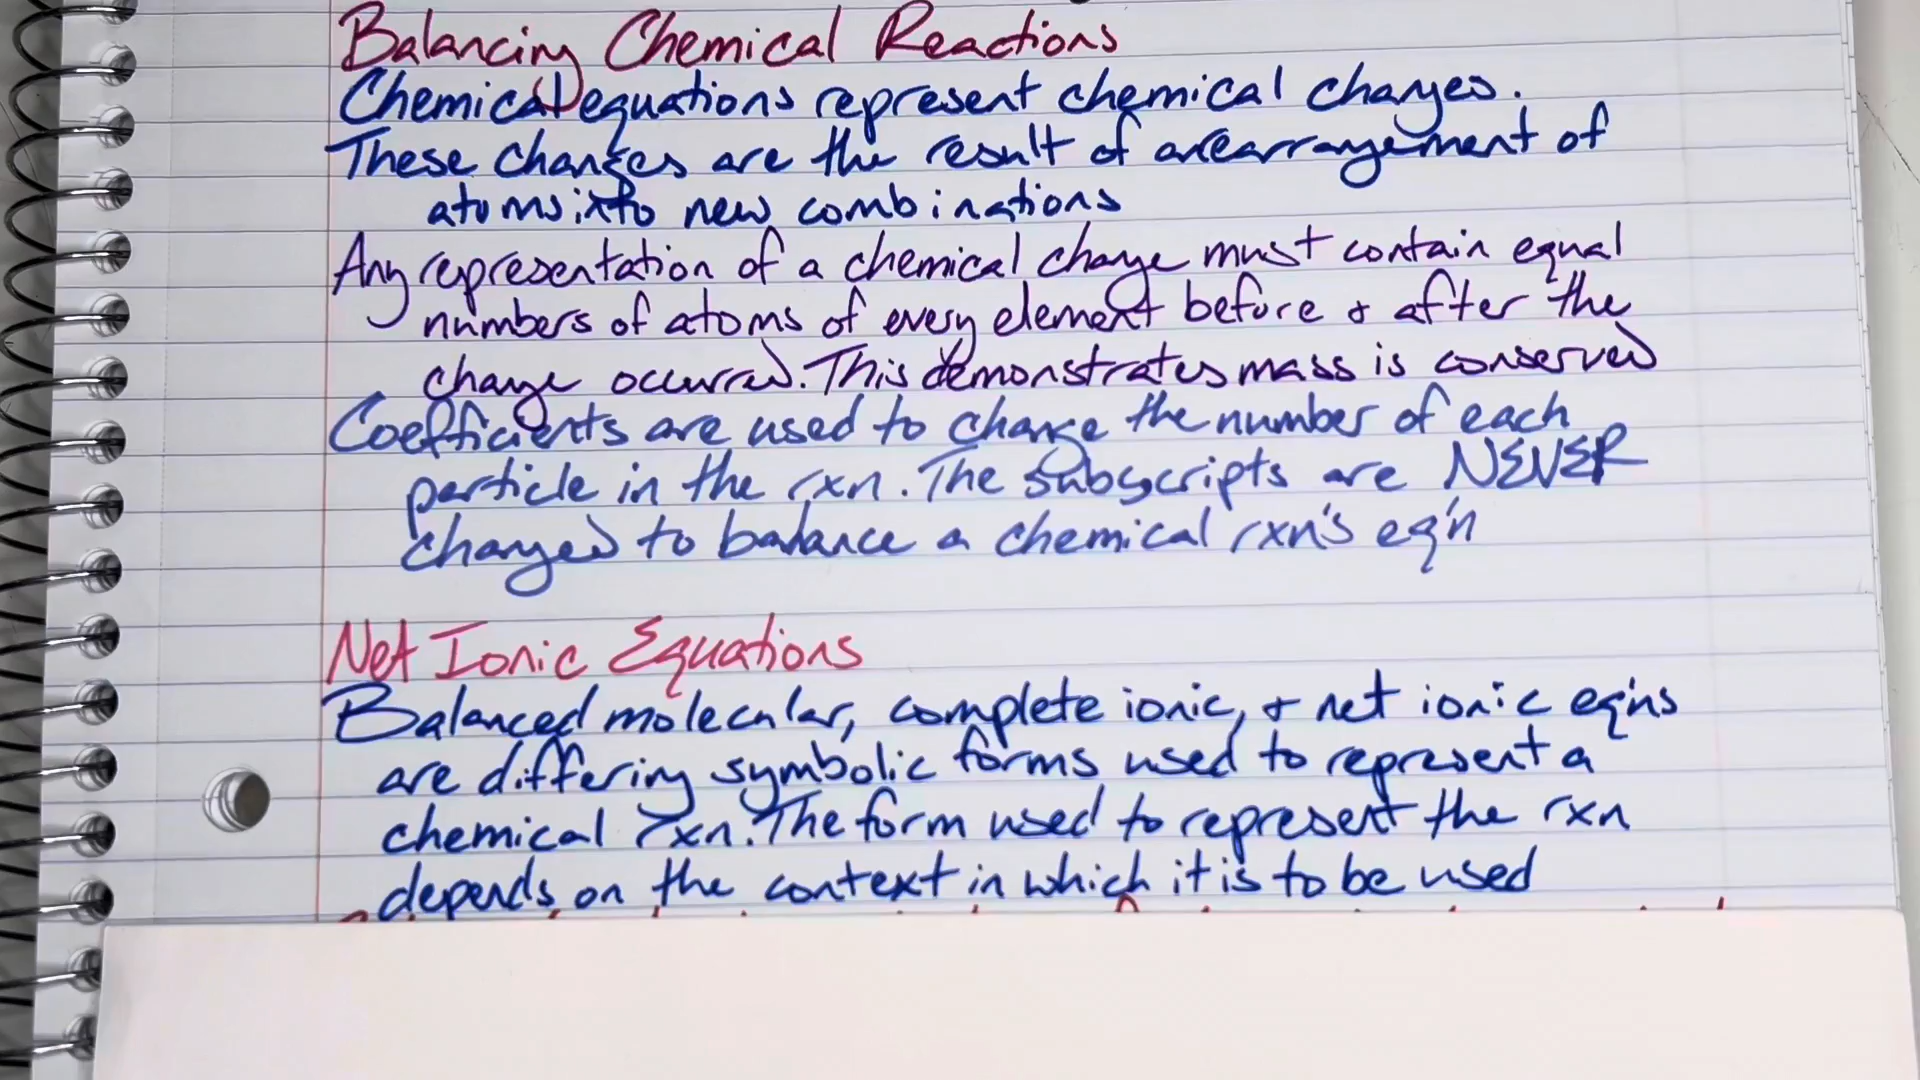 Balancing Chemical Reactions
Chemical equations represent chemical changes.
These changes are the result of a rearrangement of
atoms into new combinations
Any representation of a chemical change must contain equal
numbers of atoms of every element before + after the
change occurred. This demonstrates mass is conserved
Coefficients are used to change the number of each
particle in the rxn. The subscripts are NEVER
changed to balance a chemical rxn's eq'n
Net Ionic Equations
Balanced molecular, complete ionic, + net ionic eq'ns
are differing symbolic forms used to represent a
chemical rxn. The form used to represent the rxn
depends on the context in which it is to be used